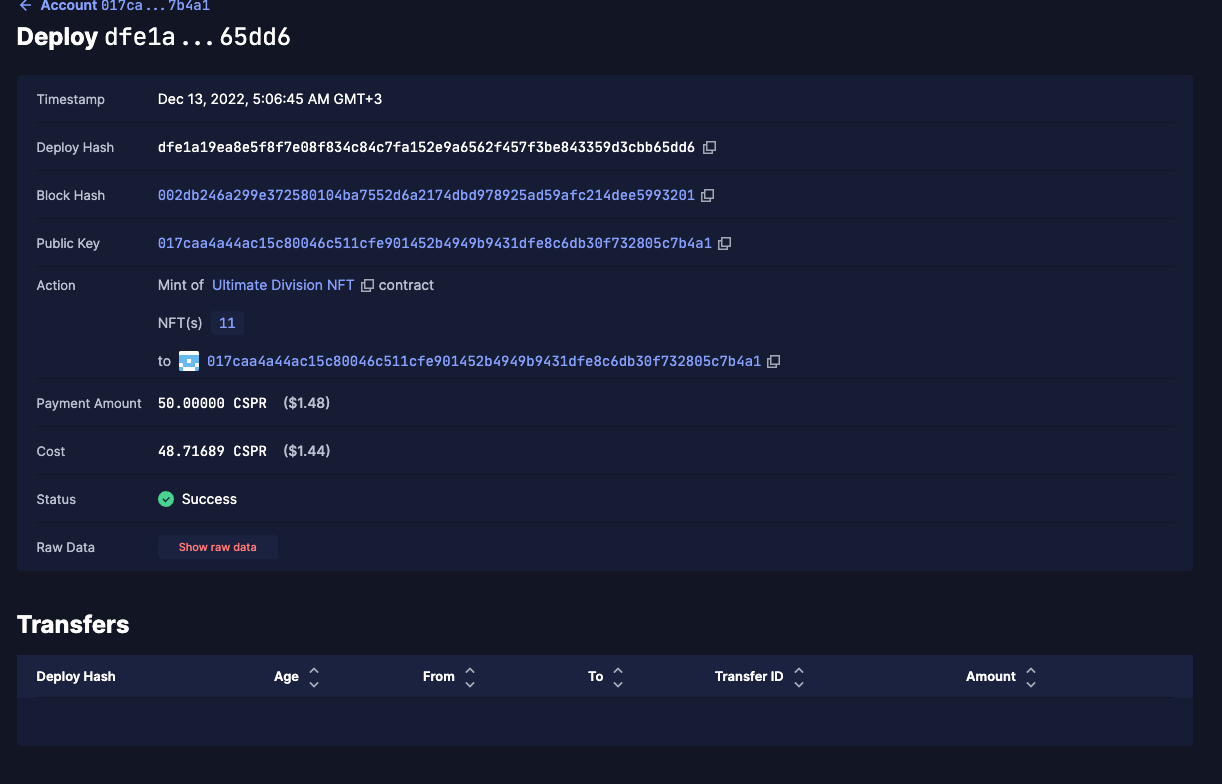 ← Account 017ca...7b4a1
Deploy dfe1a...65dd6
Timestamp Dec 13, 2022, 5:06:45 AM GMT+3
Deploy Hash dfe1a19ea8e5f8f7e08f834c84c7fa152e9a6562f457f3be843359d3cbb65dd6
Block Hash 002db246a299e372580104ba7552d6a2174dbd978925ad59afc214dee5993201
Public Key 017caa4a44ac15c80046c511cfe901452b4949b9431dfe8c6db30f732805c7b4a1
Action Mint of Ultimate Division NFT contract
NFT(s) 11
to 017caa4a44ac15c80046c511cfe901452b4949b9431dfe8c6db30f732805c7b4a1
Payment Amount 50.00000 CSPR ($1.48)
Cost 48.71689 CSPR ($1.44)
Status Success
Raw Data Show raw data
Transfers
Deploy Hash Age From To Transfer ID Amount